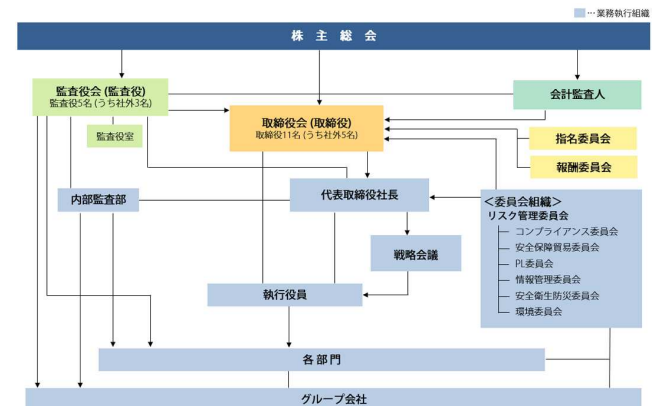 …業務執行組織
株主総会
監査役会 (監査役)
監査役5名 (うち社外3名)
会計監査人
取締役会 (取締役)
取締役11名 (うち社外5名)
監査役室
指名委員会
報酬委員会
内部監査部
代表取締役社長
＜委員会組織＞
リスク管理委員会
コンプライアンス委員会
安全保障貿易委員会
PL委員会
情報管理委員会
安全衛生防災委員会
環境委員会
戦略会議
執行役員
各部門
グループ会社